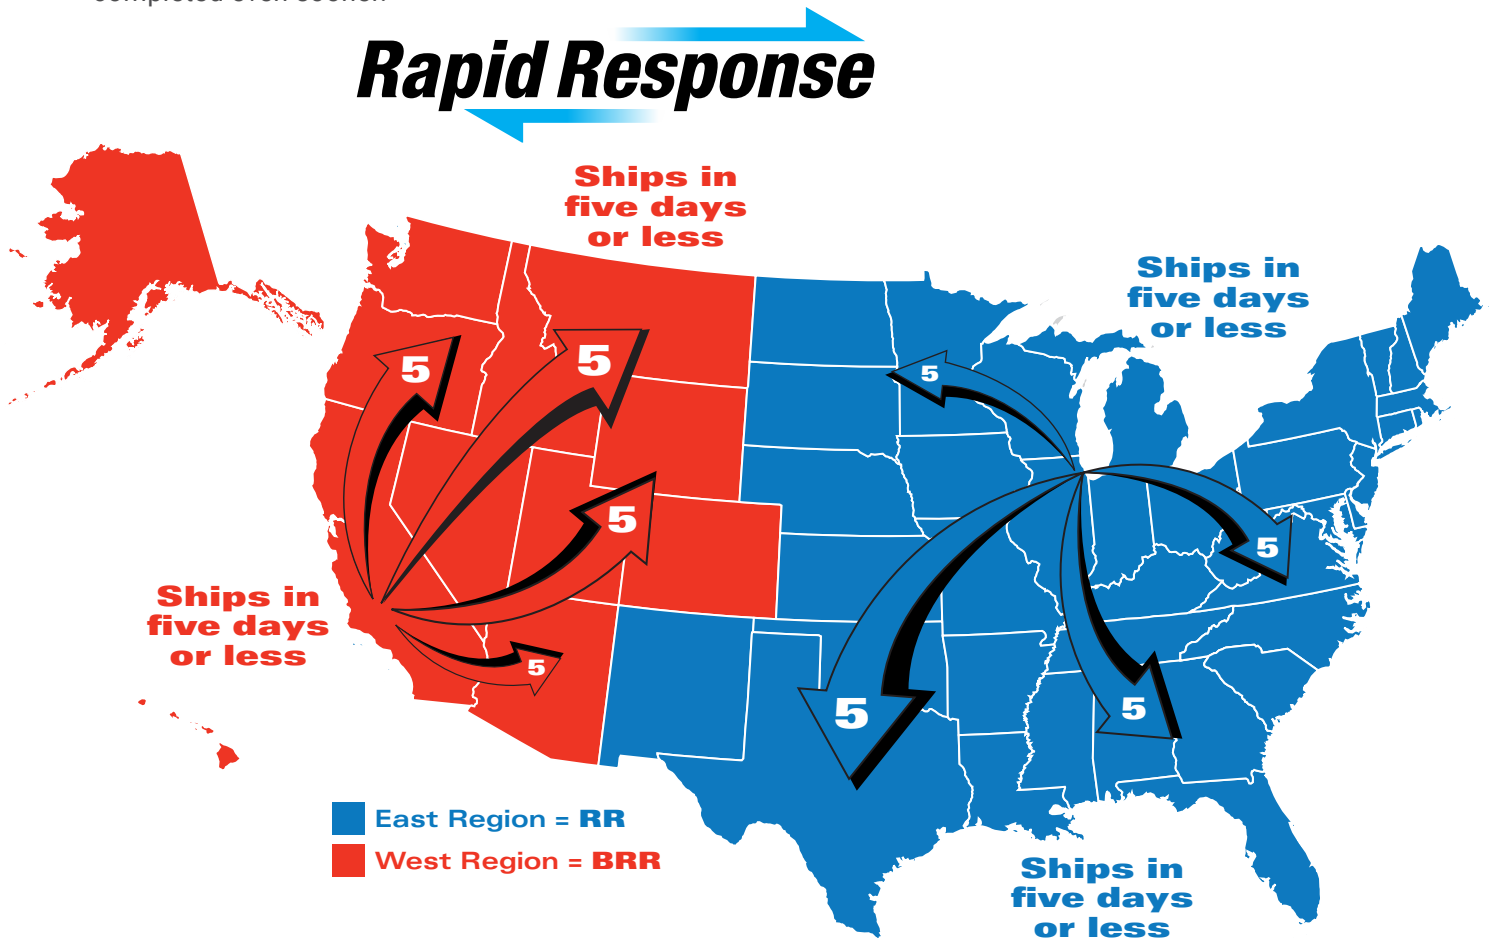 Rapid Response
Ships in
five days
or less
Ships in
five days
or less
5
5
5
5
5
Ships in
five days
or less
5
5
5
East Region = RR
West Region = BRR
Ships in
five days
or less